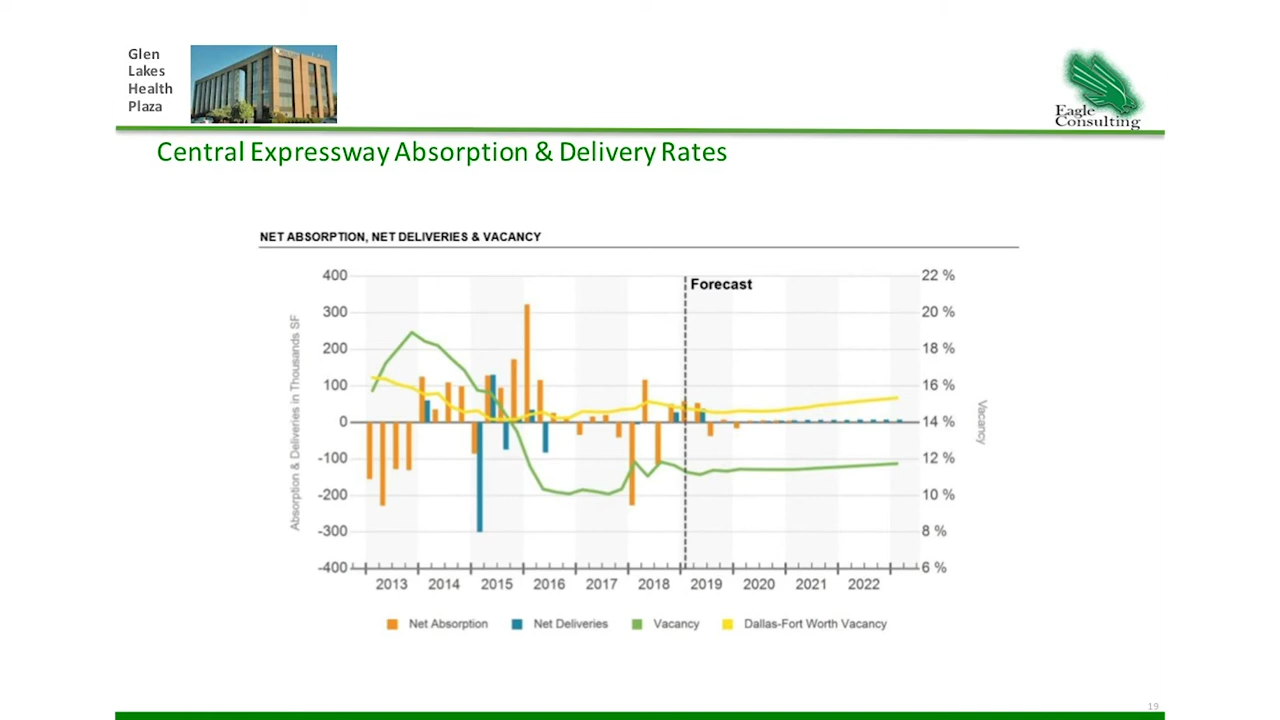 Glen
Lakes
Health
Plaza
Eagle
Consulting
Central Expressway Absorption & Delivery Rates
NET ABSORPTION, NET DELIVERIES & VACANCY
400
300
200
100
0
-100
-200
-300
-400
Absorption & Deliveries in Thousands SF
Forecast
22 %
20 %
18 %
16 %
14 %
12 %
10 %
8 %
6 %
Vacancy
2013 2014 2015 2016 2017 2018 2019 2020 2021 2022
Net Absorption Net Deliveries Vacancy Dallas-Fort Worth Vacancy
19